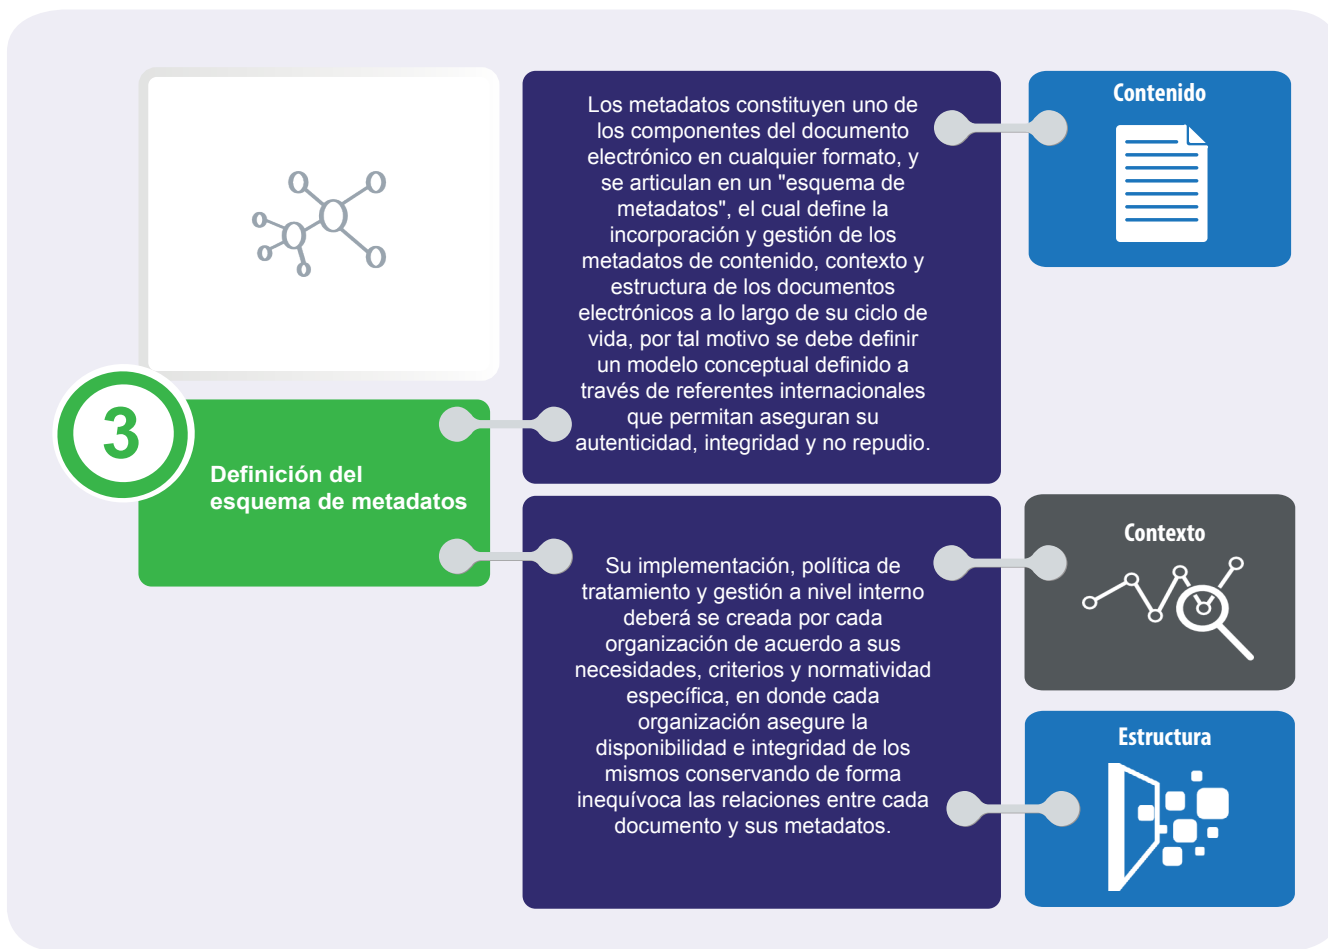 3
Definición del
esquema de metadatos
Los metadatos constituyen uno de
los componentes del documento
electrónico en cualquier formato, y
se articulan en un "esquema de
metadatos", el cual define la
incorporación y gestión de los
metadatos de contenido, contexto y
estructura de los documentos
electrónicos a lo largo de su ciclo de
vida, por tal motivo se debe definir
un modelo conceptual definido a
través de referentes internacionales
que permitan aseguran su
autenticidad, integridad y no repudio.
Su implementación, política de
tratamiento y gestión a nivel interno
deberá se creada por cada
organización de acuerdo a sus
necesidades, criterios y normatividad
específica, en donde cada
organización asegure la
disponibilidad e integridad de los
mismos conservando de forma
inequívoca las relaciones entre cada
documento y sus metadatos.
Contenido
Contexto
Estructura